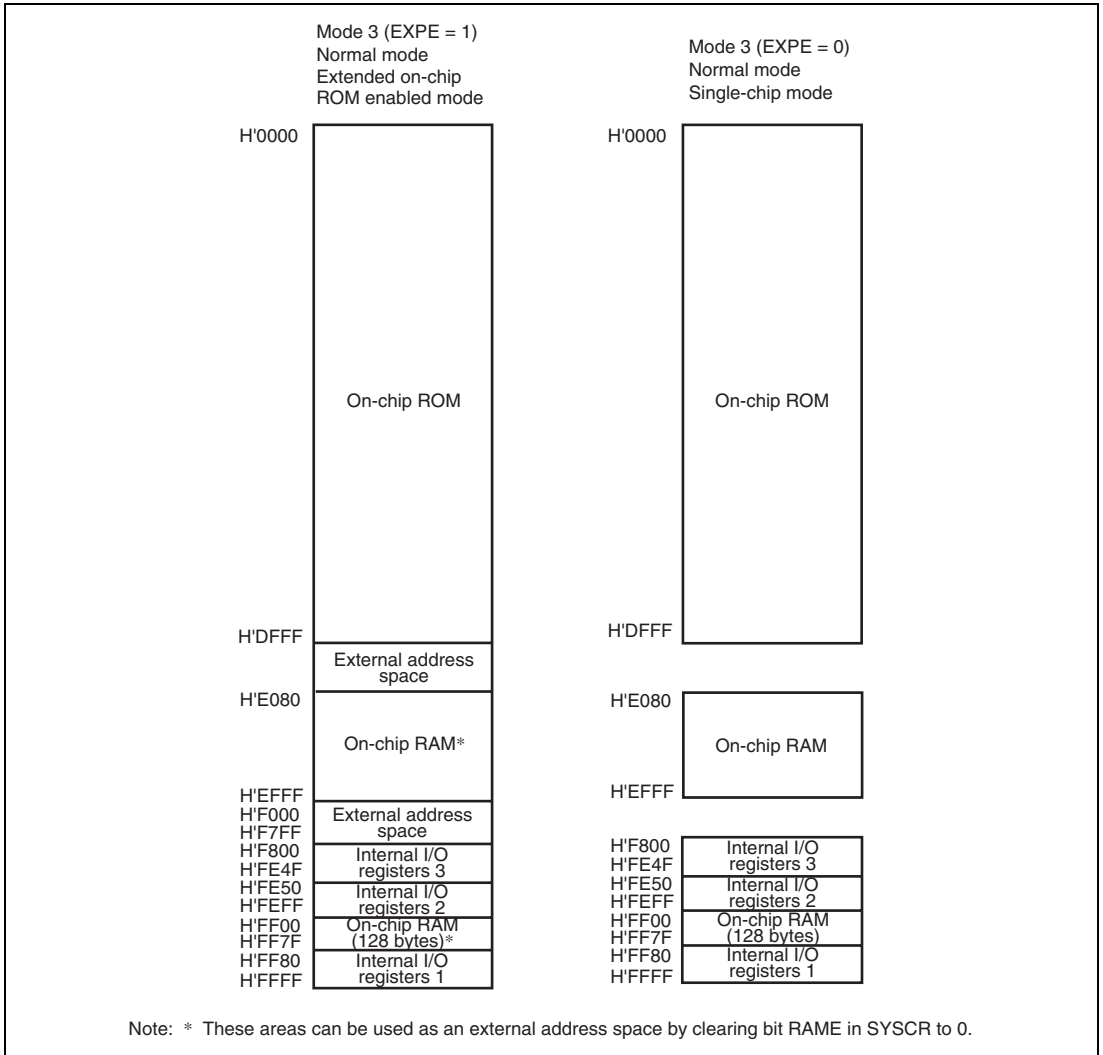 Mode 3 (EXPE = 1)
Normal mode
Extended on-chip
ROM enabled mode
H'0000
On-chip ROM
H'DFFF
External address
space
H'E080
On-chip RAM*
H'EFFF
H'F000
External address
space
H'F7FF
H'F800
Internal I/O
registers 3
H'FE4F
H'FE50
Internal I/O
registers 2
H'FEFF
H'FF00
On-chip RAM
(128 bytes)*
H'FF7F
H'FF80
Internal I/O
registers 1
H'FFFF
Mode 3 (EXPE = 0)
Normal mode
Single-chip mode
H'0000
On-chip ROM
H'DFFF
H'E080
On-chip RAM
H'EFFF
H'F800
Internal I/O
registers 3
H'FE4F
H'FE50
Internal I/O
registers 2
H'FEFF
H'FF00
On-chip RAM
(128 bytes)
H'FF7F
H'FF80
Internal I/O
registers 1
H'FFFF
Note: * These areas can be used as an external address space by clearing bit RAME in SYSCR to 0.